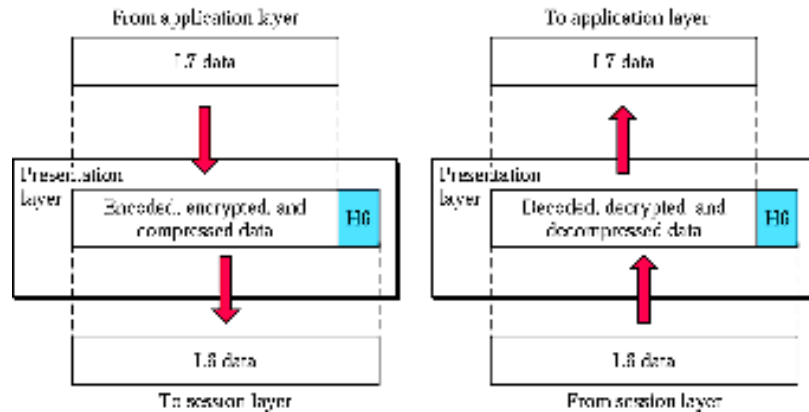 From application layer
L7 data
Presentation
layer
Encoded, encrypted, and
compressed data
H6
L6 data
To session layer
To application layer
L7 data
Presentation
layer
Decoded, decrypted, and
decompressed data
H6
L6 data
From session layer